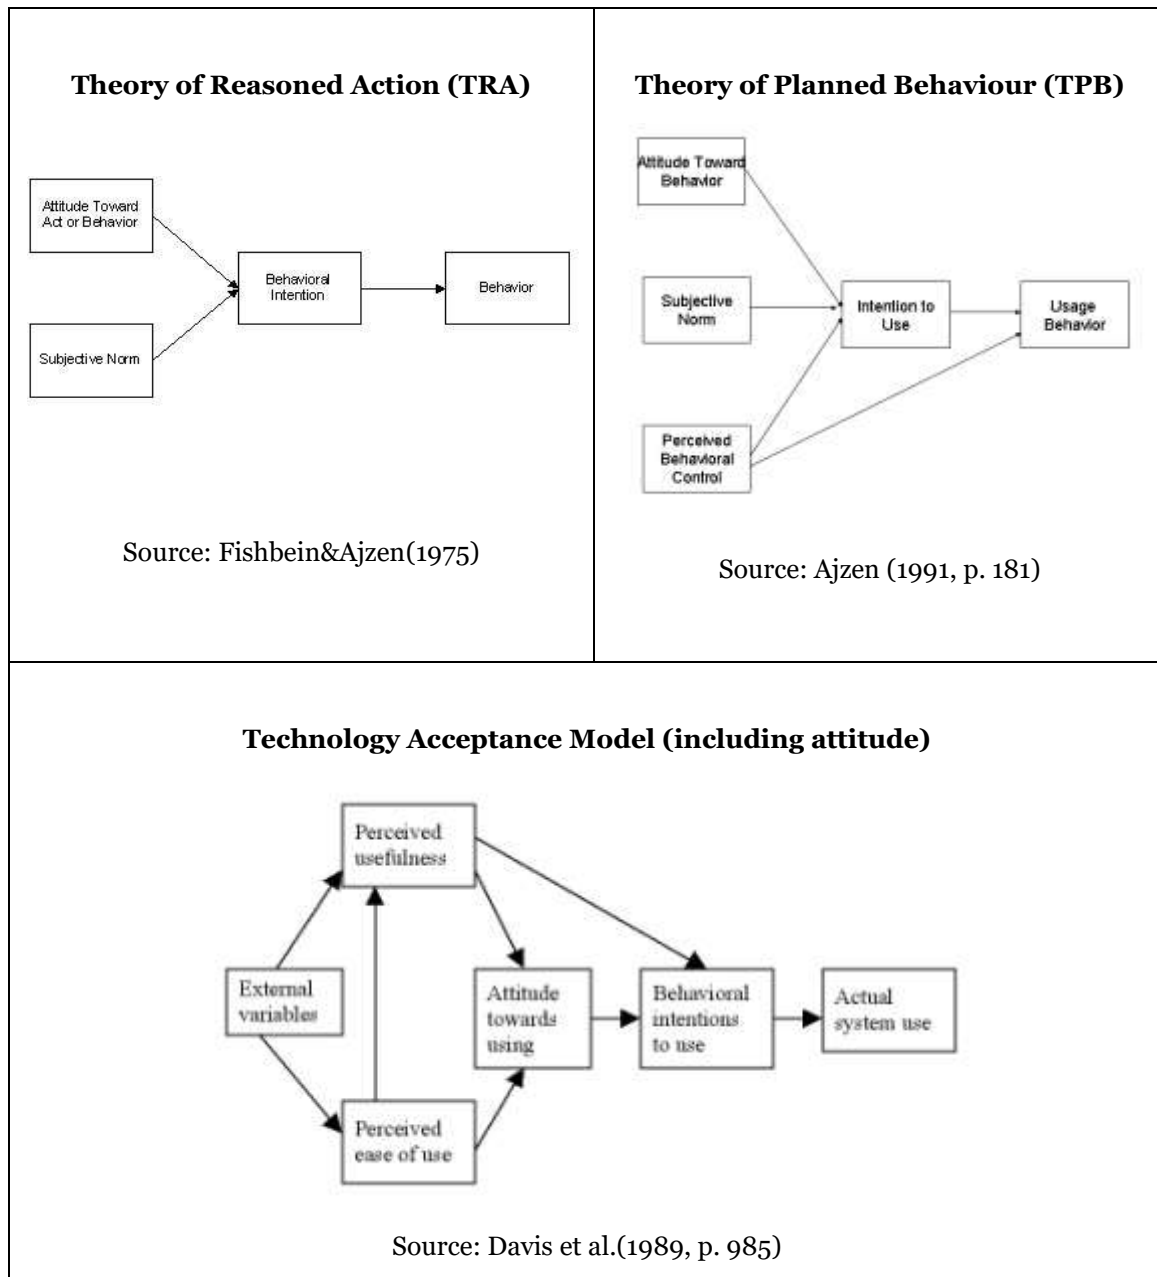 Theory of Reasoned Action (TRA)
Attitude Toward
Act or Behavior
Subjective Norm
Behavioral
Intention
Behavior
Source: Fishbein&Ajzen(1975)
Theory of Planned Behaviour (TPB)
Attitude Toward
Behavior
Subjective
Norm
Perceived
Behavioral
Control
Intention to
Use
Usage
Behavior
Source: Ajzen (1991, p. 181)
Technology Acceptance Model (including attitude)
Perceived
usefulness
External
variables
Perceived
ease of use
Attitude
towards
using
Behavioral
intentions
to use
Actual
system use
Source: Davis et al.(1989, p. 985)